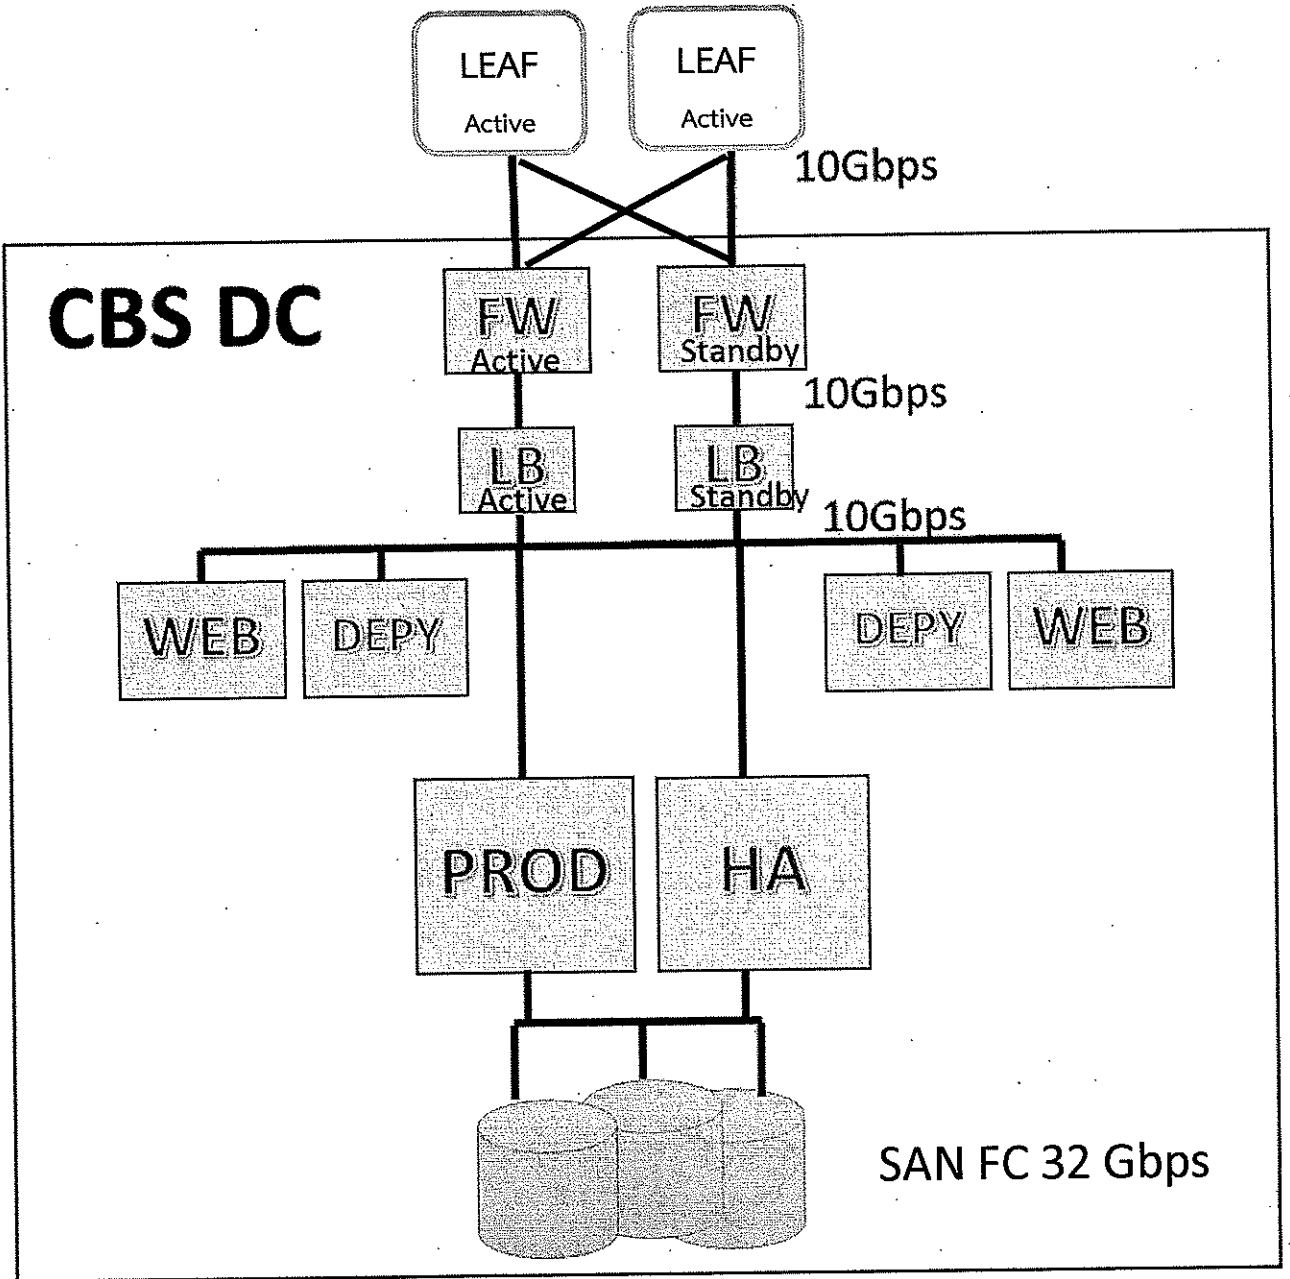 LEAF
Active
LEAF
Active
10Gbps
CBS DC
FW
Active
FW
Standby
10Gbps
LB
Active
LB
Standby
10Gbps
WEB
DEPY
DEPY
WEB
PROD
HA
SAN FC 32 Gbps